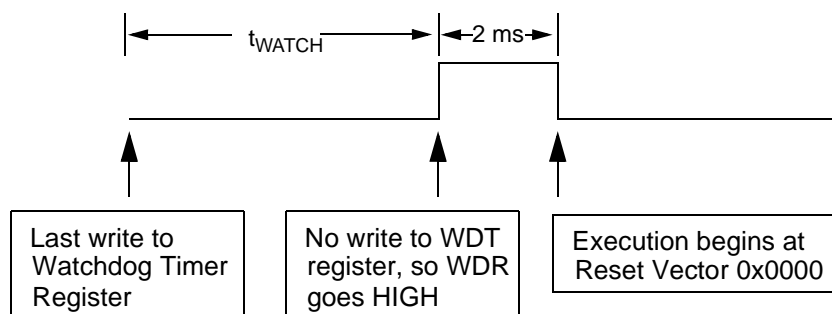 tWATCH
2 ms
Last write to
Watchdog Timer
Register
No write to WDT
register, so WDR
goes HIGH
Execution begins at
Reset Vector 0x0000